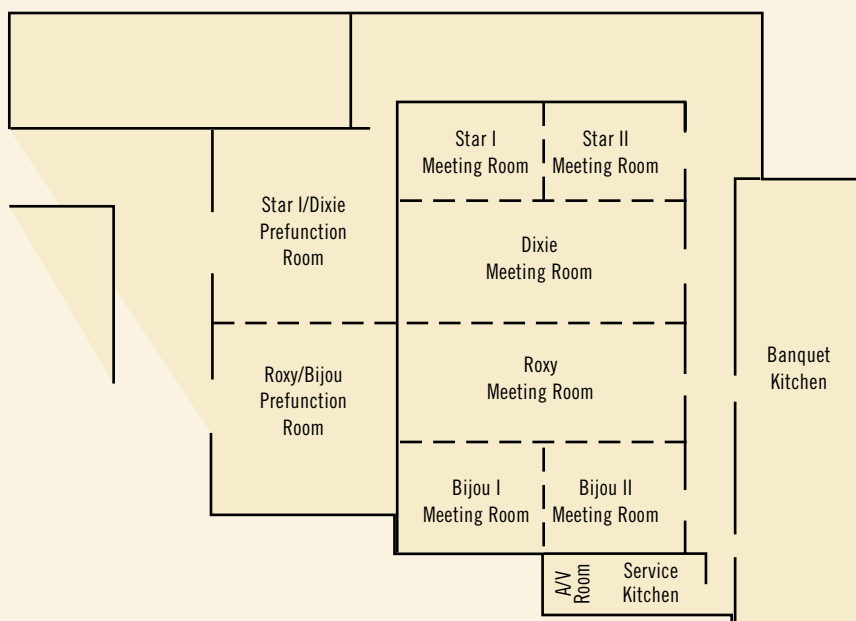 Star I
Meeting Room
Star II
Meeting Room
Star I/Dixie
Prefunction
Room
Dixie
Meeting Room
Roxy/Bijou
Prefunction
Room
Roxy
Meeting Room
Banquet
Kitchen
Bijou I
Meeting Room
Bijou II
Meeting Room
A/V
Room
Service
Kitchen